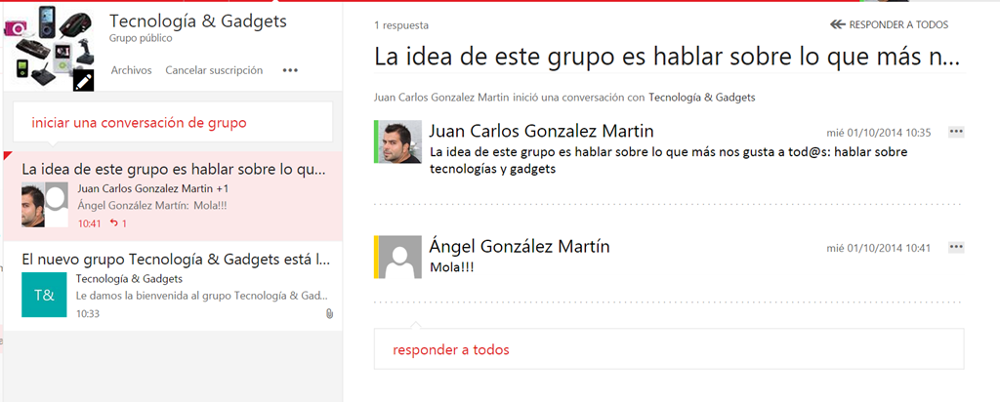 Tecnología & Gadgets
Grupo público
Archivos Cancelar suscripción •••
iniciar una conversación de grupo
La idea de este grupo es hablar sobre lo qu...
Juan Carlos Gonzalez Martin +1
Ángel González Martín: Mola!!!
10:41 1
El nuevo grupo Tecnología & Gadgets está l...
T&
Tecnología & Gadgets
Le damos la bienvenida al grupo Tecnología & Gad...
10:33
1 respuesta
RESPONDER A TODOS
La idea de este grupo es hablar sobre lo que más n...
Juan Carlos Gonzalez Martin inició una conversación con Tecnología & Gadgets
Juan Carlos Gonzalez Martin
mié 01/10/2014 10:35
La idea de este grupo es hablar sobre lo que más nos gusta a tod@s: hablar sobre
tecnologías y gadgets
Ángel González Martín
mié 01/10/2014 10:41
Mola!!!
responder a todos